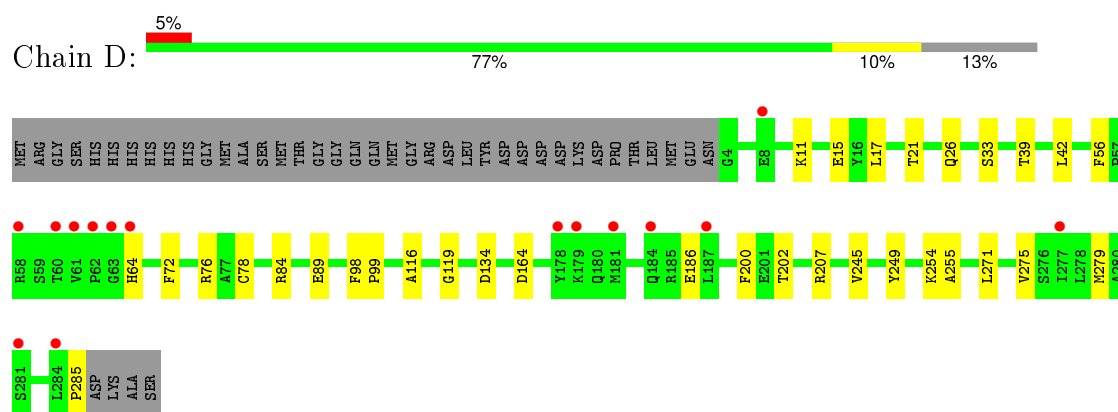 5%
Chain D:
77% 10% 13%
MET ARG GLY SER HIS HIS HIS HIS HIS HIS GLY MET ALA SER MET THR GLY GLY GLN GLN MET GLY ARG ASP LEU TYR ASP ASP ASP ASP LYS ASP PRO THR LEU MET GLU ASN G4 E8 K11 E15 Y16 L17 T21 Q26 S33 T39 L42 F56 P57
R58 S59 T60 V61 P62 G63 H64 F72 R76 A77 C78 R84 E89 F98 P99 A116 G119 D134 D164 Y178 K179 Q180 M181 Q184 R185 E186 L187 F200 E201 T202 R207 V245 Y249 K254 A255 L271 V275 S276 I277 L278 M279 A280
S281 L284 P285 ASP LYS ALA SER